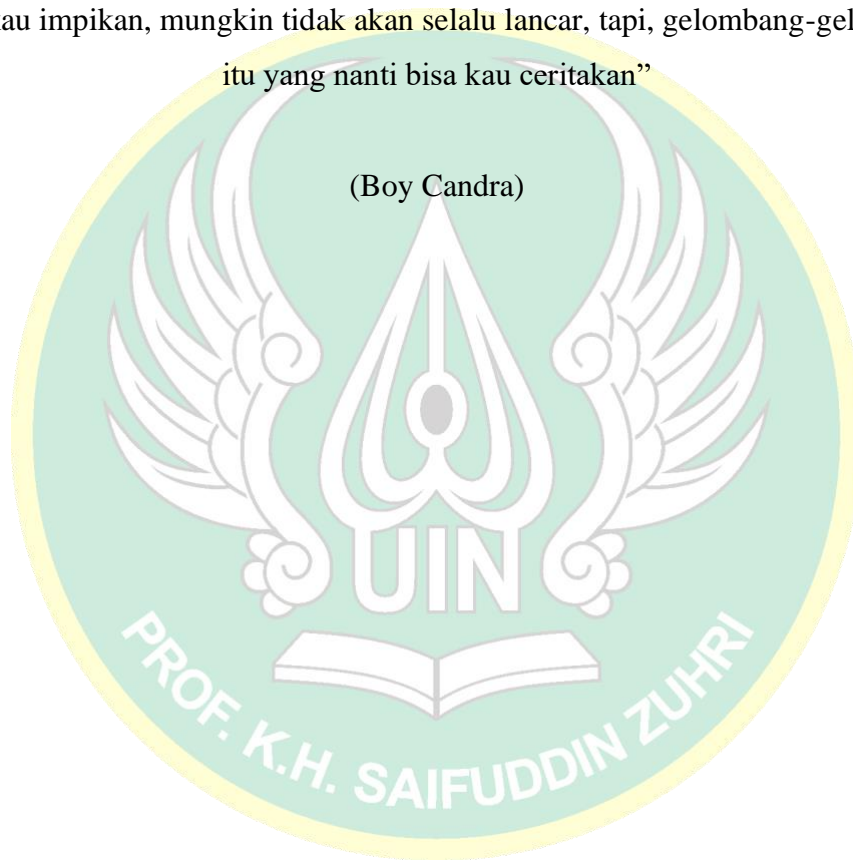 au impikan, mungkin tidak akan selalu lancar, tapi, gelombang-gel
itu yang nanti bisa kau ceritakan”
(Boy Candra)
UIN
PROF. K.H. SAIFUDDIN ZUHRI